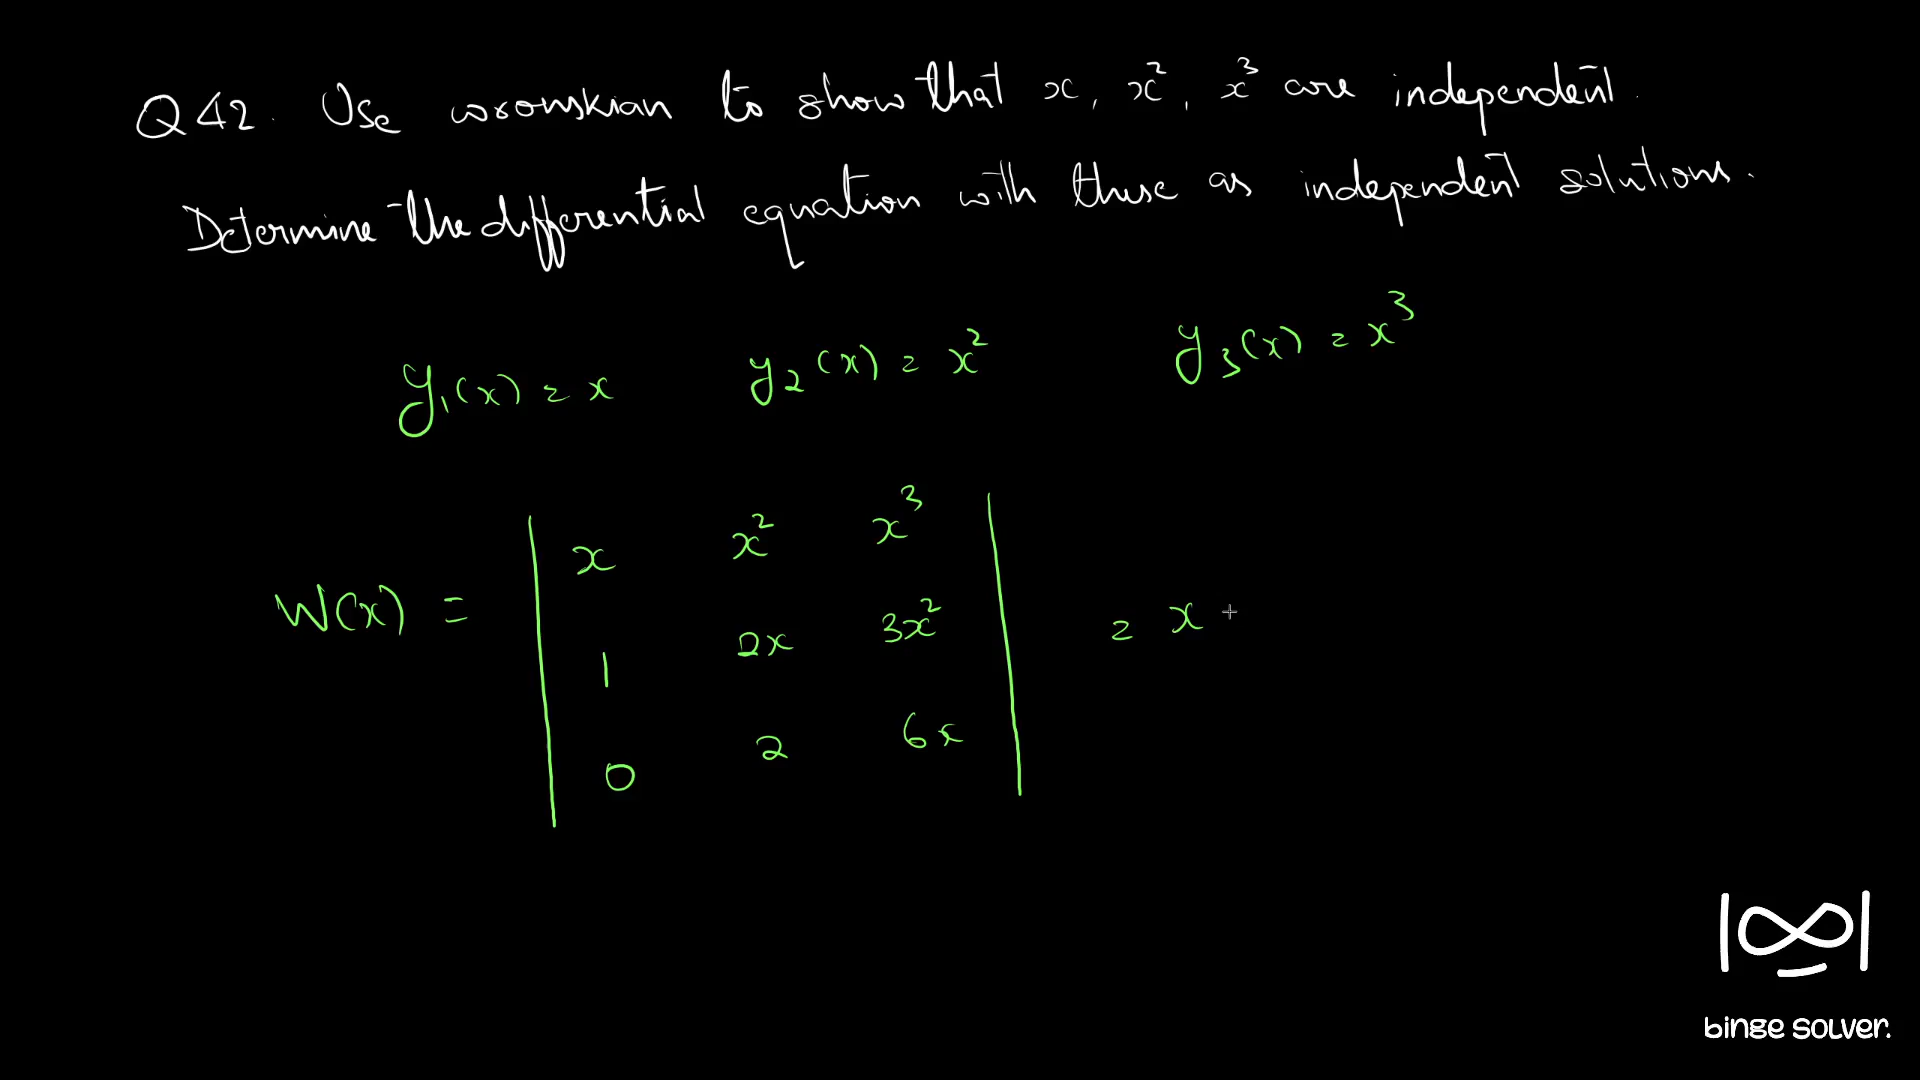 Q 42. Use wronskian to show that x, x², x³ are independent.
Determine the differential equation with these as independent solutions.
y₁(x) = x y₂(x) = x² y₃(x) = x³
x x² x³
W(x) = 1 2x 3x² = x
0 2 6x
binge solver.